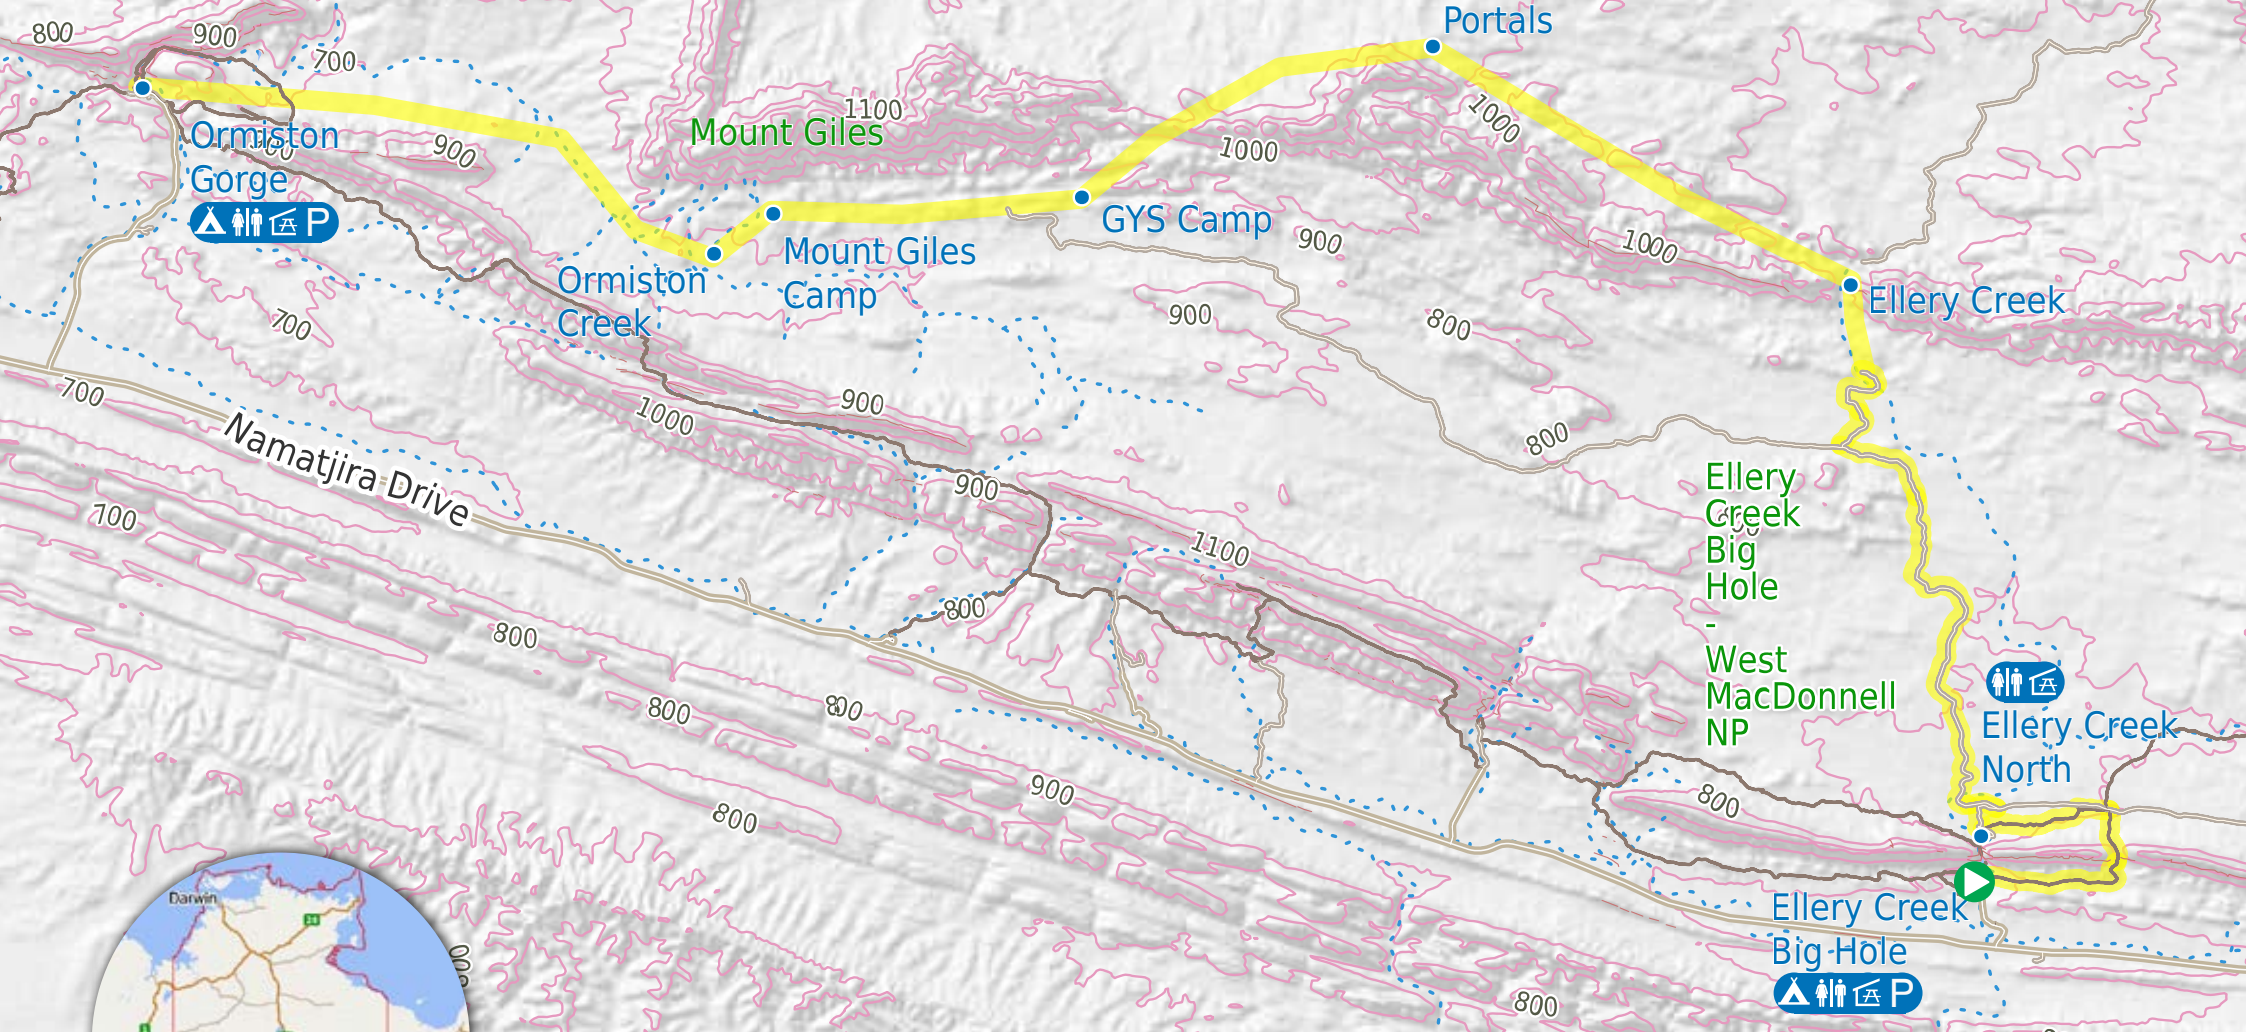 Portals
800
900
700
1100
Mount Giles
1000
Ormiston
Gorge
900
900
1000
P
GYS Camp
900
1000
Mount Giles
Camp
Ormiston
Creek
Ellery Creek
700
900
800
700
900
1000
800
Namatjira Drive
Ellery
Creek
Big
Hole
-
West
MacDonnell
NP
900
700
1100
800
800
800
800
Ellery Creek
North
900
800
800
Darwin
Ellery Creek
Big Hole
P
800
800